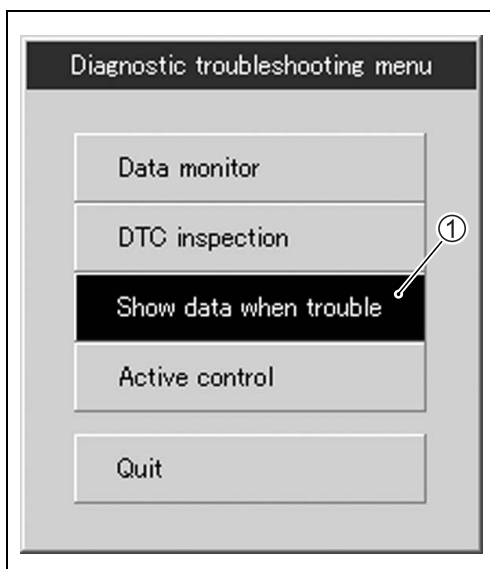 Diagnostic troubleshooting menu
Data monitor
DTC inspection
①
Show data when trouble
Active control
Quit